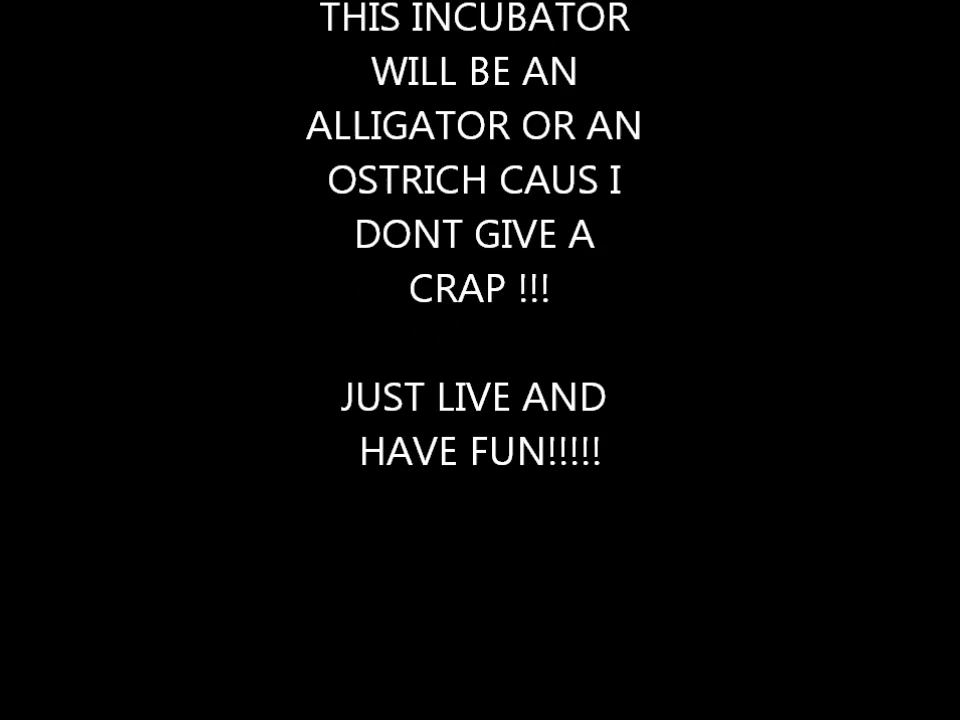 THIS INCUBATOR
WILL BE AN
ALLIGATOR OR AN
OSTRICH CAUS I
DONT GIVE A
CRAP !!!
JUST LIVE AND
HAVE FUN!!!!!